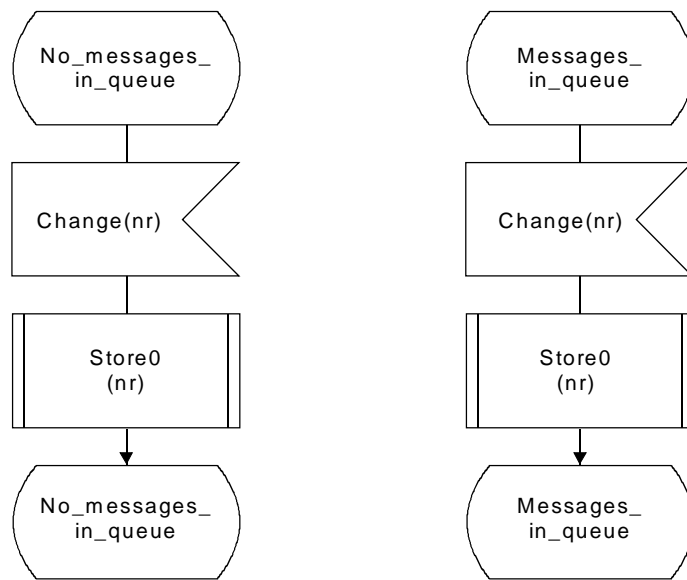 No_messages_
in_queue
Change(nr)
Store0
(nr)
No_messages_
in_queue
Messages_
in_queue
Change(nr)
Store0
(nr)
Messages_
in_queue